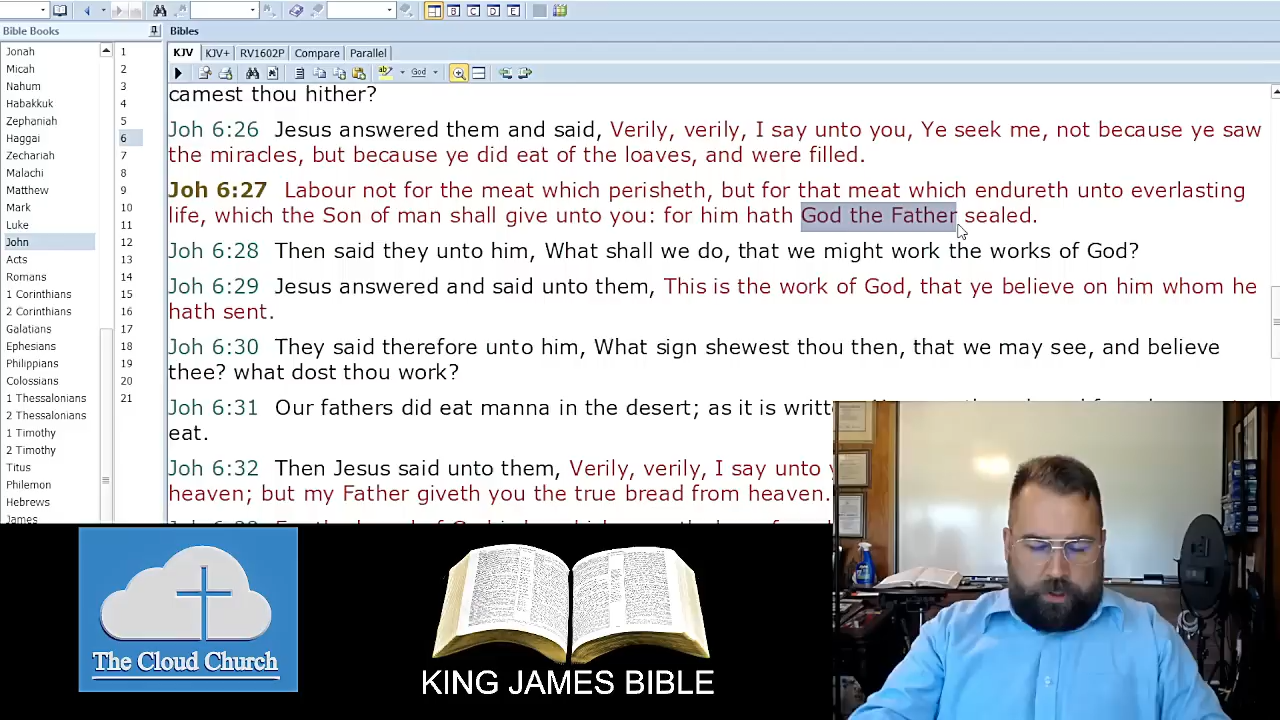 Bible Books
Bibles
Jonah
Micah
Nahum
Habakkuk
Zephaniah
Haggai
Zechariah
Malachi
Matthew
Mark
Luke
John
Acts
Romans
1 Corinthians
2 Corinthians
Galatians
Ephesians
Philippians
Colossians
1 Thessalonians
2 Thessalonians
1 Timothy
2 Timothy
Titus
Philemon
Hebrews
James
1
2
3
4
5
6
7
8
9
10
11
12
13
14
15
16
17
18
19
20
21
B C D E
KJV KJV+ RV1602P Compare Parallel
God
camest thou hither?
Joh 6:26 Jesus answered them and said, Verily, verily, I say unto you, Ye seek me, not because ye saw
the miracles, but because ye did eat of the loaves, and were filled.
Joh 6:27 Labour not for the meat which perisheth, but for that meat which endureth unto everlasting
life, which the Son of man shall give unto you: for him hath God the Father sealed.
Joh 6:28 Then said they unto him, What shall we do, that we might work the works of God?
Joh 6:29 Jesus answered and said unto them, This is the work of God, that ye believe on him whom he
hath sent.
Joh 6:30 They said therefore unto him, What sign shewest thou then, that we may see, and believe
thee? what dost thou work?
Joh 6:31 Our fathers did eat manna in the desert; as it is
eat.
Joh 6:32 Then Jesus said unto them, Verily, verily, I say unto
heaven; but my Father giveth you the true bread from heaven.
The Cloud Church
KING JAMES BIBLE